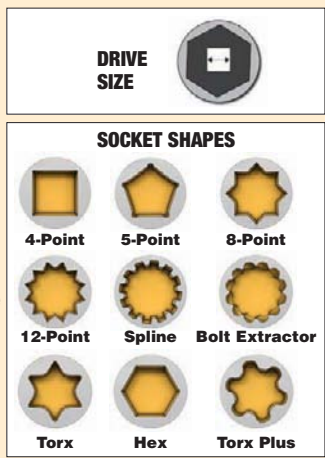 DRIVE
SIZE
SOCKET SHAPES
4-Point 5-Point 8-Point
12-Point Spline Bolt Extractor
Torx Hex Torx Plus